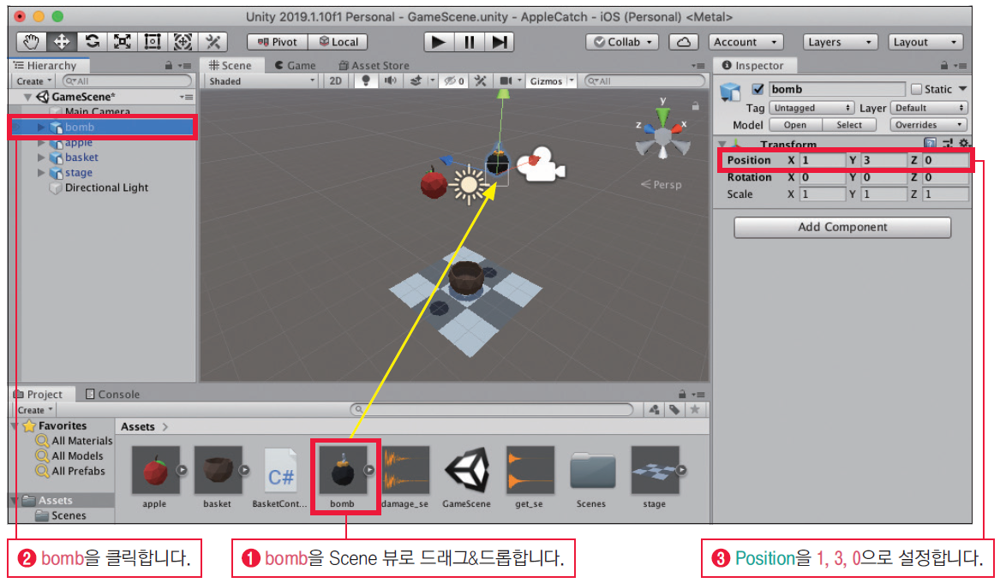 Unity 2019.1.10f1 Personal - GameScene.unity - AppleCatch - iOS (Personal) <Metal>
Pivot Local Collab Account Layers Layout
Hierarchy
Create All
GameScene*
Main Camera
bomb
apple
basket
stage
Directional Light
Scene Game Asset Store
Shaded 2D 0 Gizmos All
y
z x
Persp
Inspector
bomb Static
Tag Untagged Layer Default
Model Open Select Overrides
Transform
Position X 1 Y 3 Z 0
Rotation X 0 Y 0 Z 0
Scale X 1 Y 1 Z 1
Add Component
Project Console
Create
Favorites
All Materials
All Models
All Prefabs
Assets
Scenes
Assets >
C#
apple basket BasketCont... bomb damage_se GameScene get_se Scenes stage
❷ bomb을 클릭합니다.
❶ bomb을 Scene 뷰로 드래그&드롭합니다.
❸ Position을 1, 3, 0으로 설정합니다.